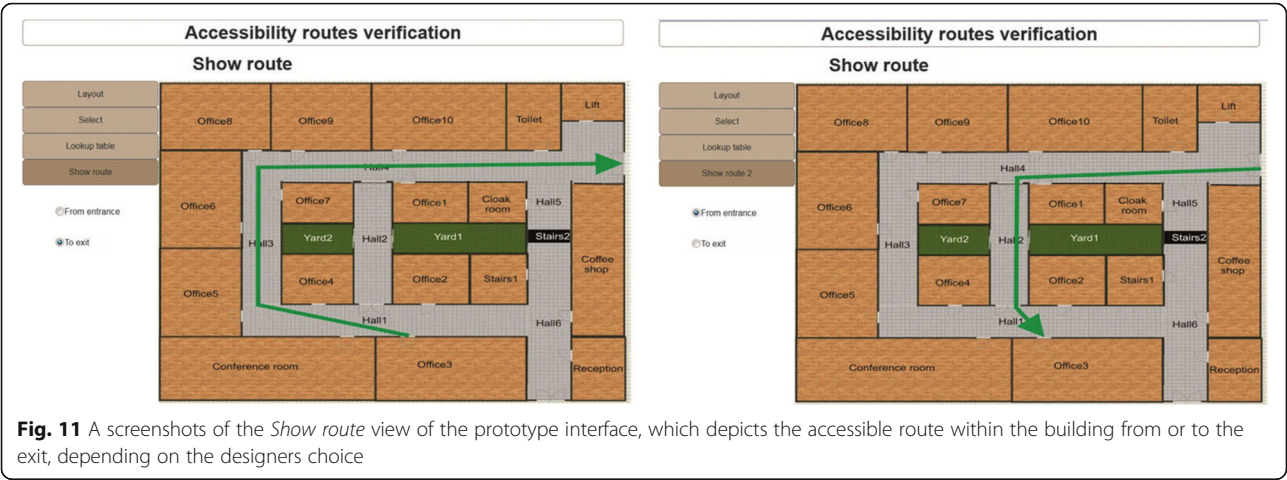 Accessibility routes verification
Show route
Layout
Select
Lookup table
Show route
From entrance
To exit
Office8
Office9
Office10
Toilet
Lift
Hall4
Office6
Office7
Office1
Cloak
room
Hall5
Hall3
Yard2
Hall2
Yard1
Stairs2
Coffee
shop
Office5
Office4
Office2
Stairs1
Hall1
Hall6
Conference room
Office3
Reception
Accessibility routes verification
Show route
Layout
Select
Lookup table
Show route 2
From entrance
To exit
Office8
Office9
Office10
Toilet
Lift
Hall4
Office6
Office7
Office1
Cloak
room
Hall5
Hall3
Yard2
Hall2
Yard1
Stairs2
Coffee
shop
Office5
Office4
Office2
Stairs1
Hall1
Hall6
Conference room
Office3
Reception
Fig. 11 A screenshots of the Show route view of the prototype interface, which depicts the accessible route within the building from or to the
exit, depending on the designers choice